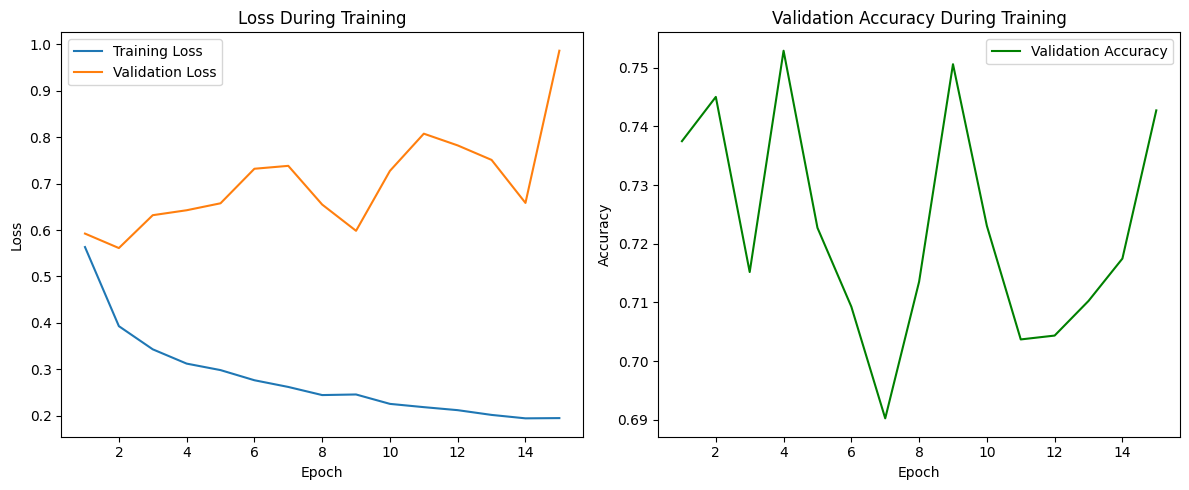 Loss During Training
Training Loss
Validation Loss
1.0
0.9
0.8
0.7
0.6
0.5
0.4
0.3
0.2
Loss
2 4 6 8 10 12 14
Epoch
Validation Accuracy During Training
Validation Accuracy
0.75
0.74
0.73
0.72
0.71
0.70
0.69
Accuracy
2 4 6 8 10 12 14
Epoch